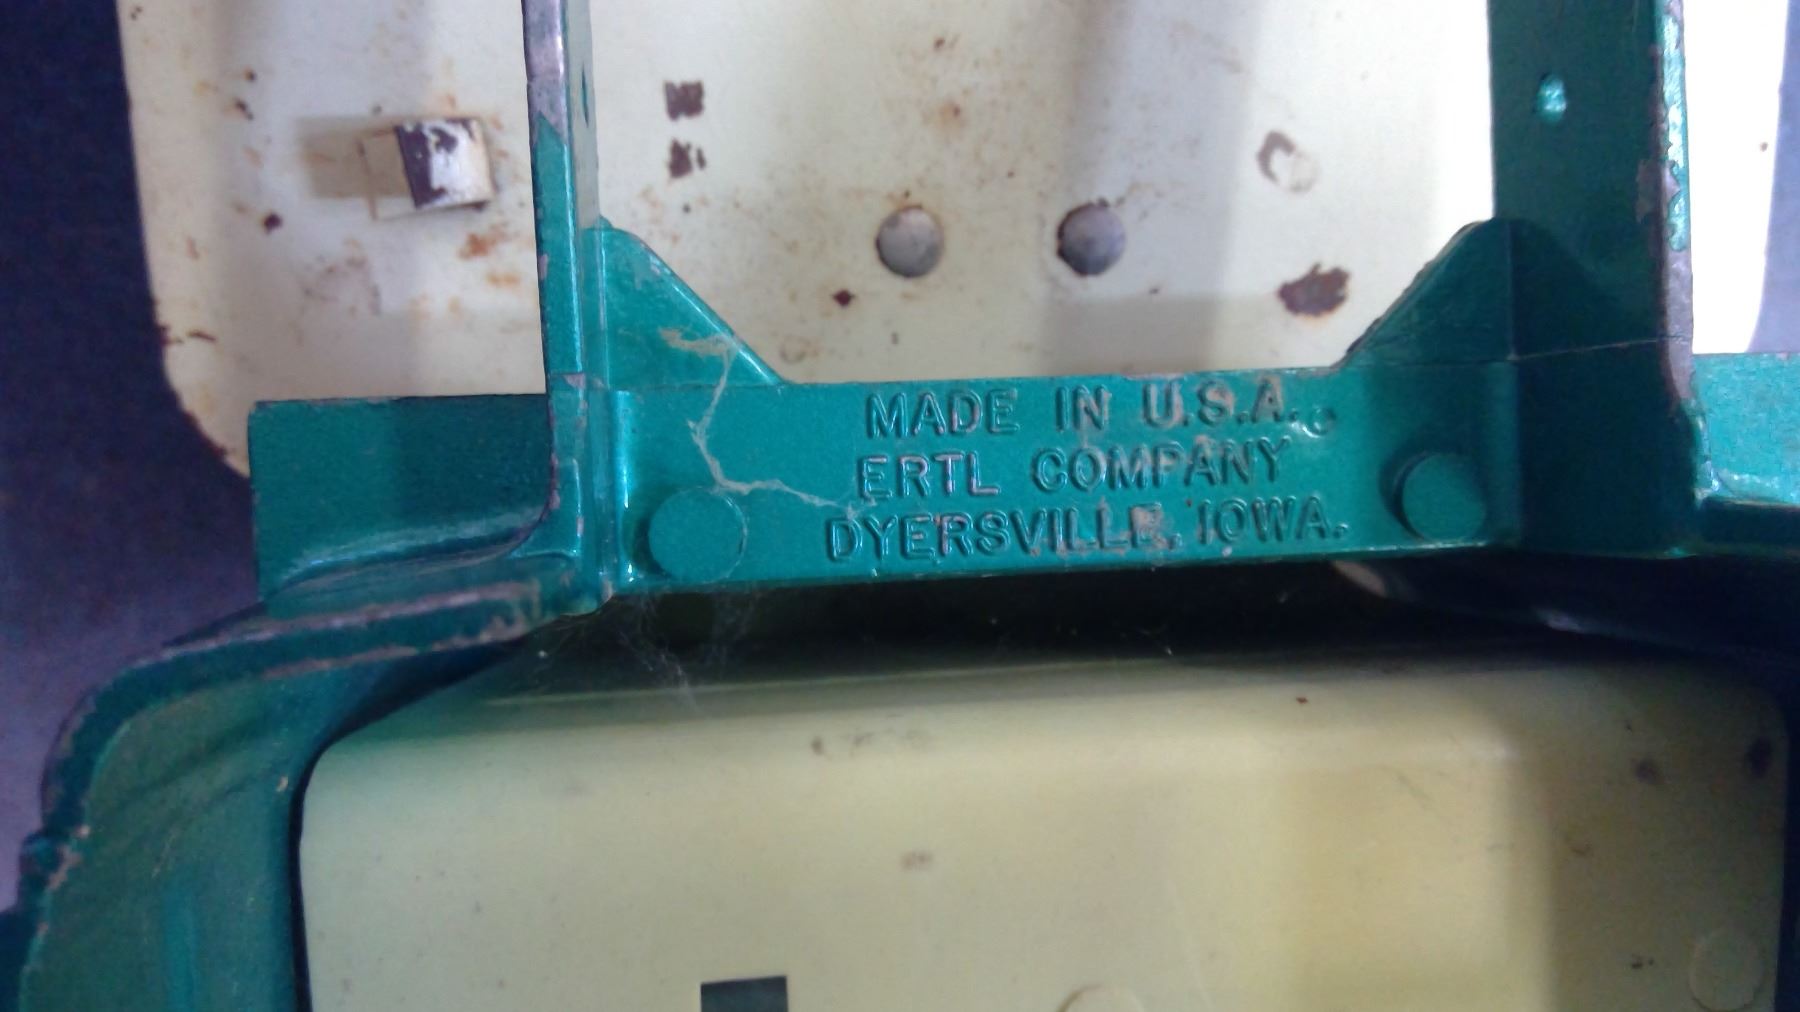 MADE IN U.S.A.
ERTL COMPANY
DYERSVILLE, IOWA.